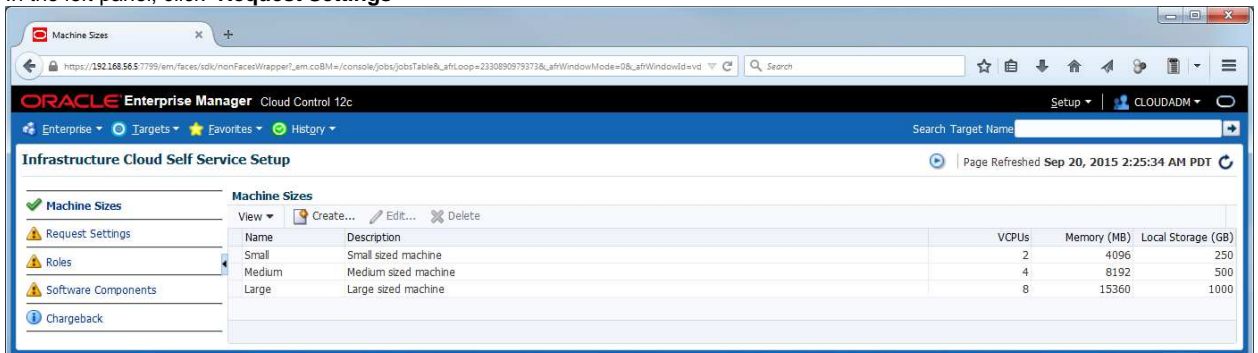 In the left panel, click "Request Settings"
Machine Sizes
https://192.168.56.5:7799/em/faces/sdk/nonFacesWrapper?_em.coBM=/console/jobs/jobsTable&_afrLoop=2330890979373&_afrWindowMode=0&_afrWindowId=vd
Search
ORACLE Enterprise Manager Cloud Control 12c
Setup CLOUDADM
Enterprise Targets Favorites History Search Target Name
Infrastructure Cloud Self Service Setup
Page Refreshed Sep 20, 2015 2:25:34 AM PDT
Machine Sizes
Request Settings
Roles
Software Components
Chargeback
Machine Sizes
View Create... Edit... Delete
Name Description VCPUs Memory (MB) Local Storage (GB)
Small Small sized machine 2 4096 250
Medium Medium sized machine 4 8192 500
Large Large sized machine 8 15360 1000